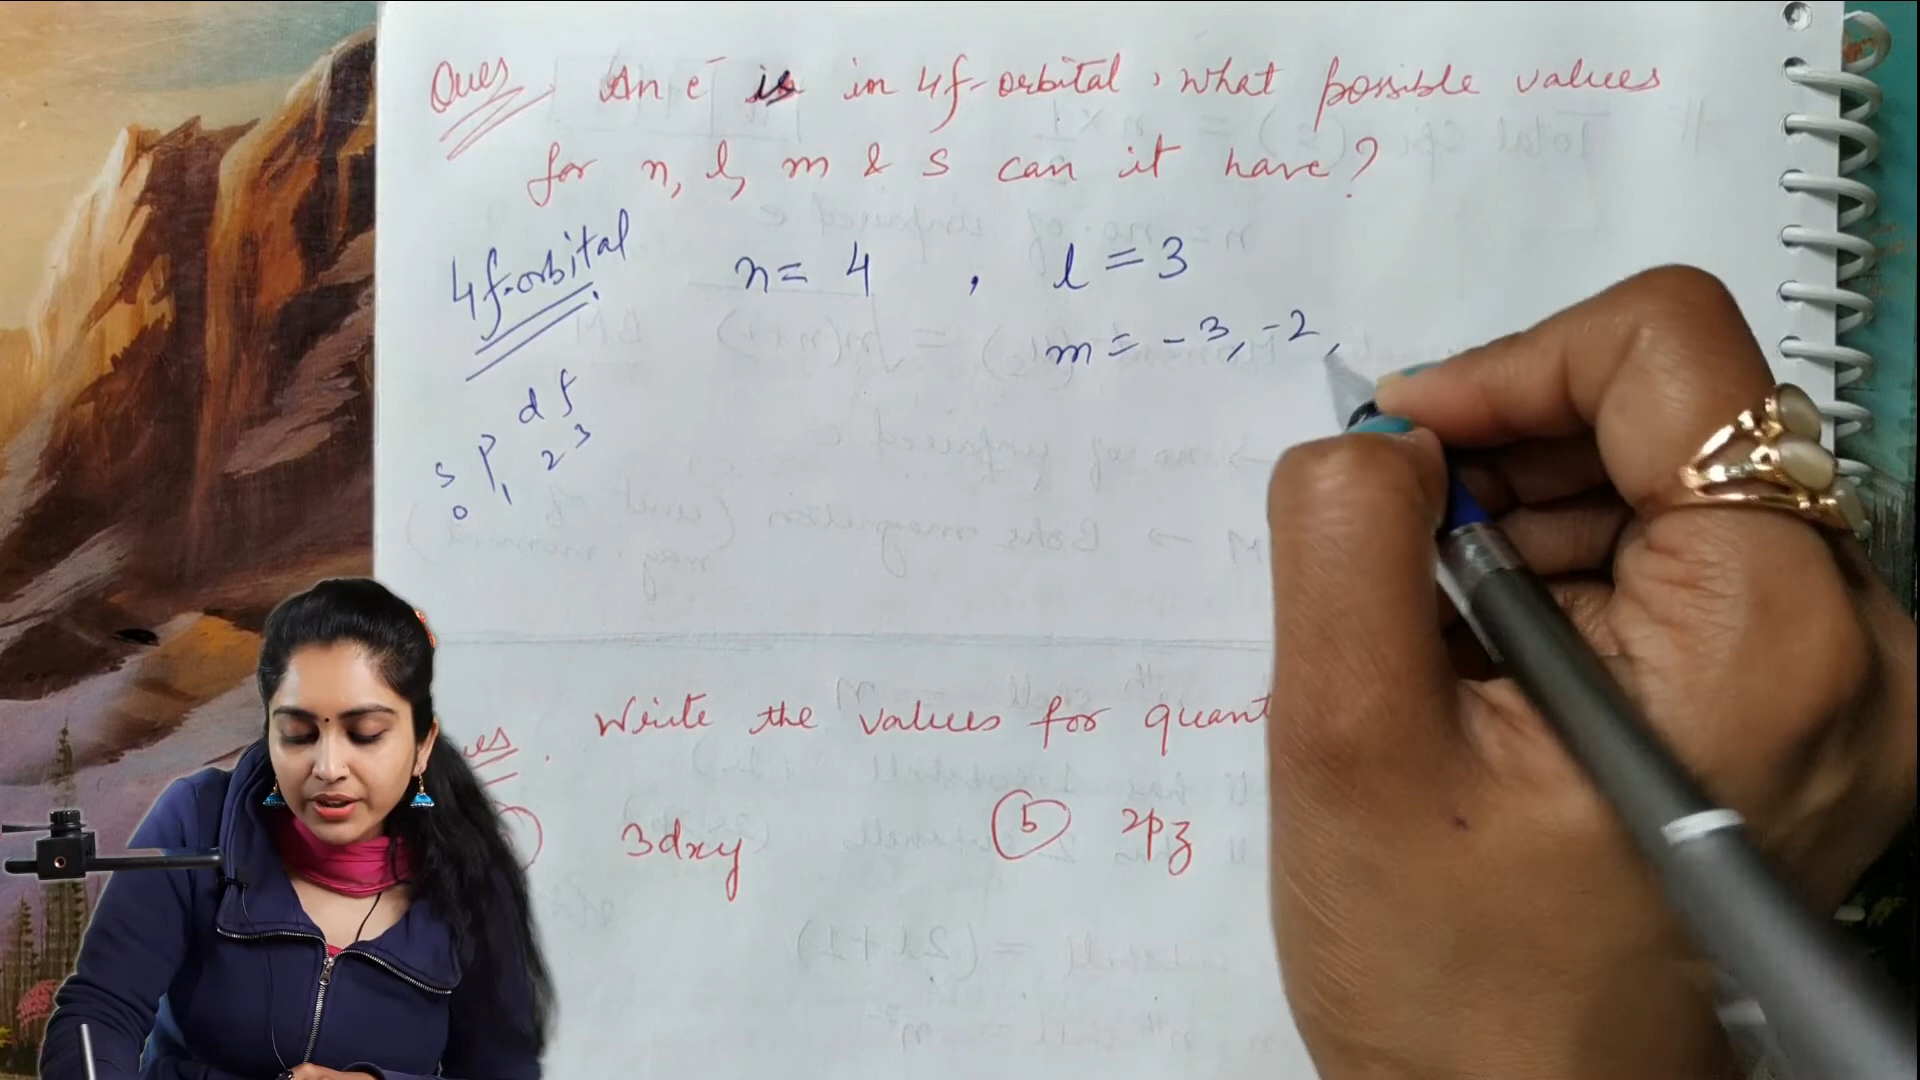 Ques. An e⁻ is in 4f-orbital, what possible values
for n, l, m & s can it have?
4f-orbital
n = 4 , l = 3
m = -3, -2,
s p d f
0 1 2 3
Write the values for quant
3dxy (b) 2pz